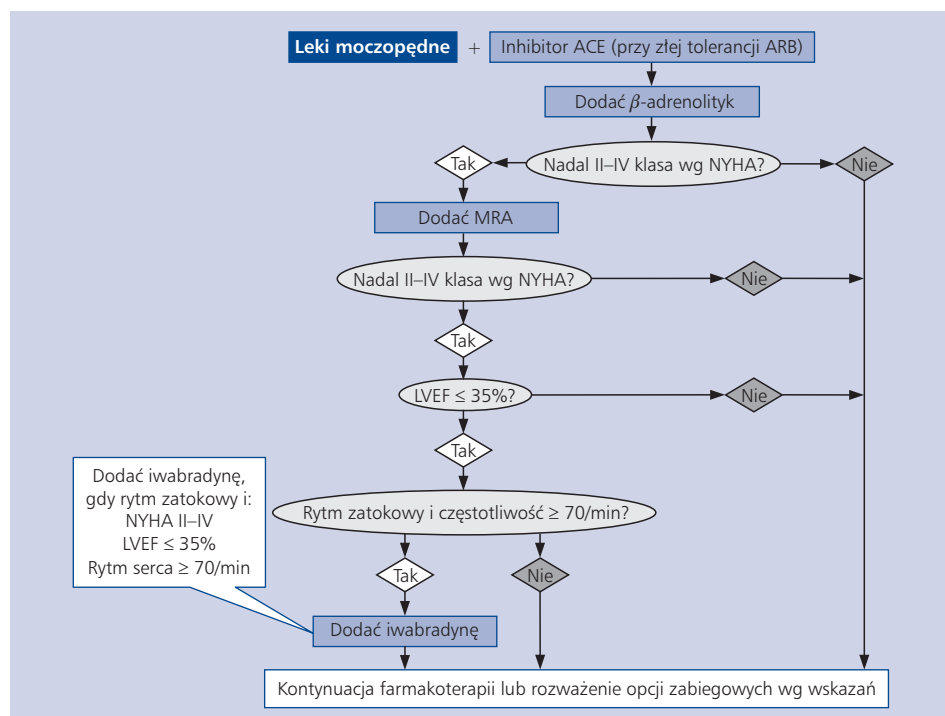 Leki moczopędne + Inhibitor ACE (przy złej tolerancji ARB)
Dodać β-adrenolityk
Nadal II–IV klasa wg NYHA?
Tak
Nie
Dodać MRA
Nadal II–IV klasa wg NYHA?
Nie
Tak
LVEF ≤ 35%?
Nie
Tak
Dodać iwabradynę,
gdy rytm zatokowy i:
NYHA II–IV
LVEF ≤ 35%
Rytm serca ≥ 70/min
Rytm zatokowy i częstotliwość ≥ 70/min?
Tak
Nie
Dodać iwabradynę
Kontynuacja farmakoterapii lub rozważenie opcji zabiegowych wg wskazań